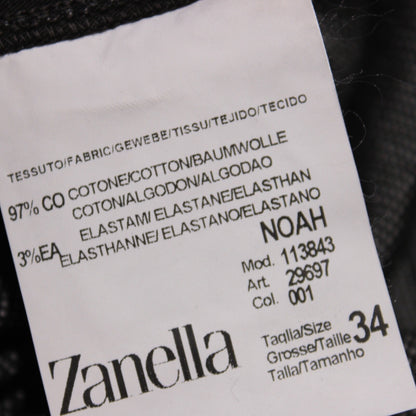 TESSUTO/FABRIC/GEWEBE/TISSU/TEJIDO/TECIDO
97% CO COTONE/COTTON/BAUMWOLLE
COTON/ALGODON/ALGODAO
3%EA ELASTAM/ ELASTANE/ELASTHAN
ELASTHANNE/ ELASTANO/ELASTANO
NOAH
Mod. 113843
Art. 29697
Col. 001
Zanella
Taglla/Size
Grosse/Taille 34
Talla/Tamanho